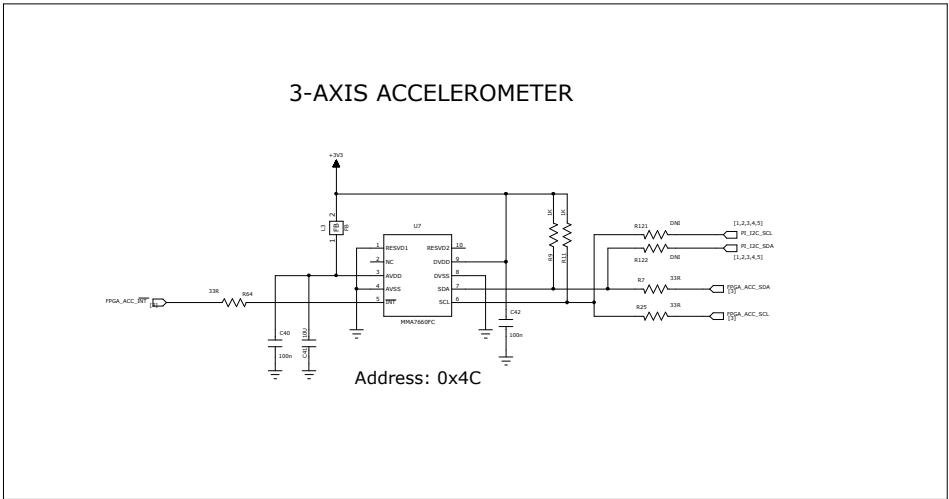 3-AXIS ACCELEROMETER
+3V3
L3
1
FB
2
FB
U7
1 RESVD1
2 NC
3 AVDD
4 AVSS
5 INT
RESVD2 10
DVDD 9
DVSS 8
SDA 7
SCL 6
MMA7660FC
1K
1K
R9
R11
R121
DNI
[1,2,3,4,5]
PI_I2C_SCL
PI_I2C_SDA
R122
DNI
[1,2,3,4,5]
R7
33R
FPGA_ACC_SDA
[3]
R25
33R
FPGA_ACC_SCL
[3]
FPGA_ACC_INT
33R
R64
C40
100n
C41
10U
C42
100n
Address: 0x4C